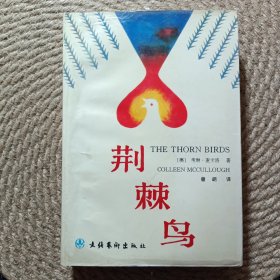 THE THORN BIRDS
(澳) 考琳·麦卡洛 著
COLLEEN MCCULLOUGH
曾胡 译
荆棘鸟
文化艺术出版社